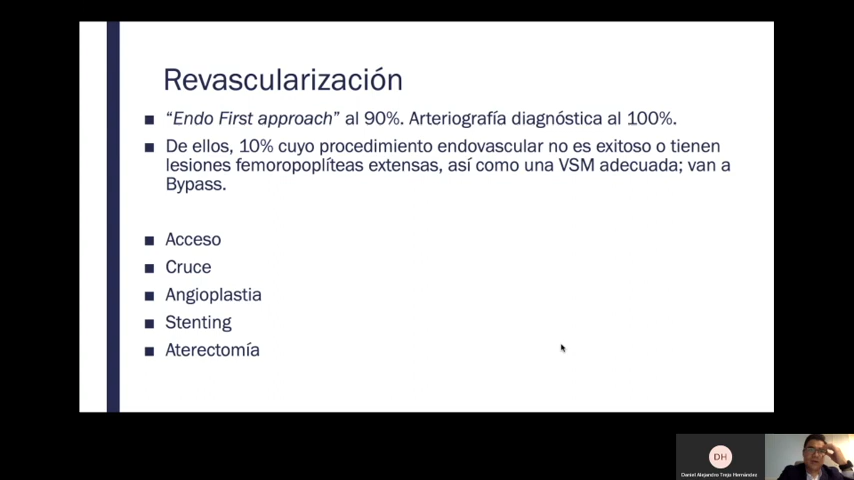 Revascularización
"Endo First approach" al 90%. Arteriografía diagnóstica al 100%.
De ellos, 10% cuyo procedimiento endovascular no es exitoso o tienen
lesiones femoropoplíteas extensas, así como una VSM adecuada; van a
Bypass.
Acceso
Cruce
Angioplastia
Stenting
Aterectomía
DH
Daniel Alejandros Trejo Hernández